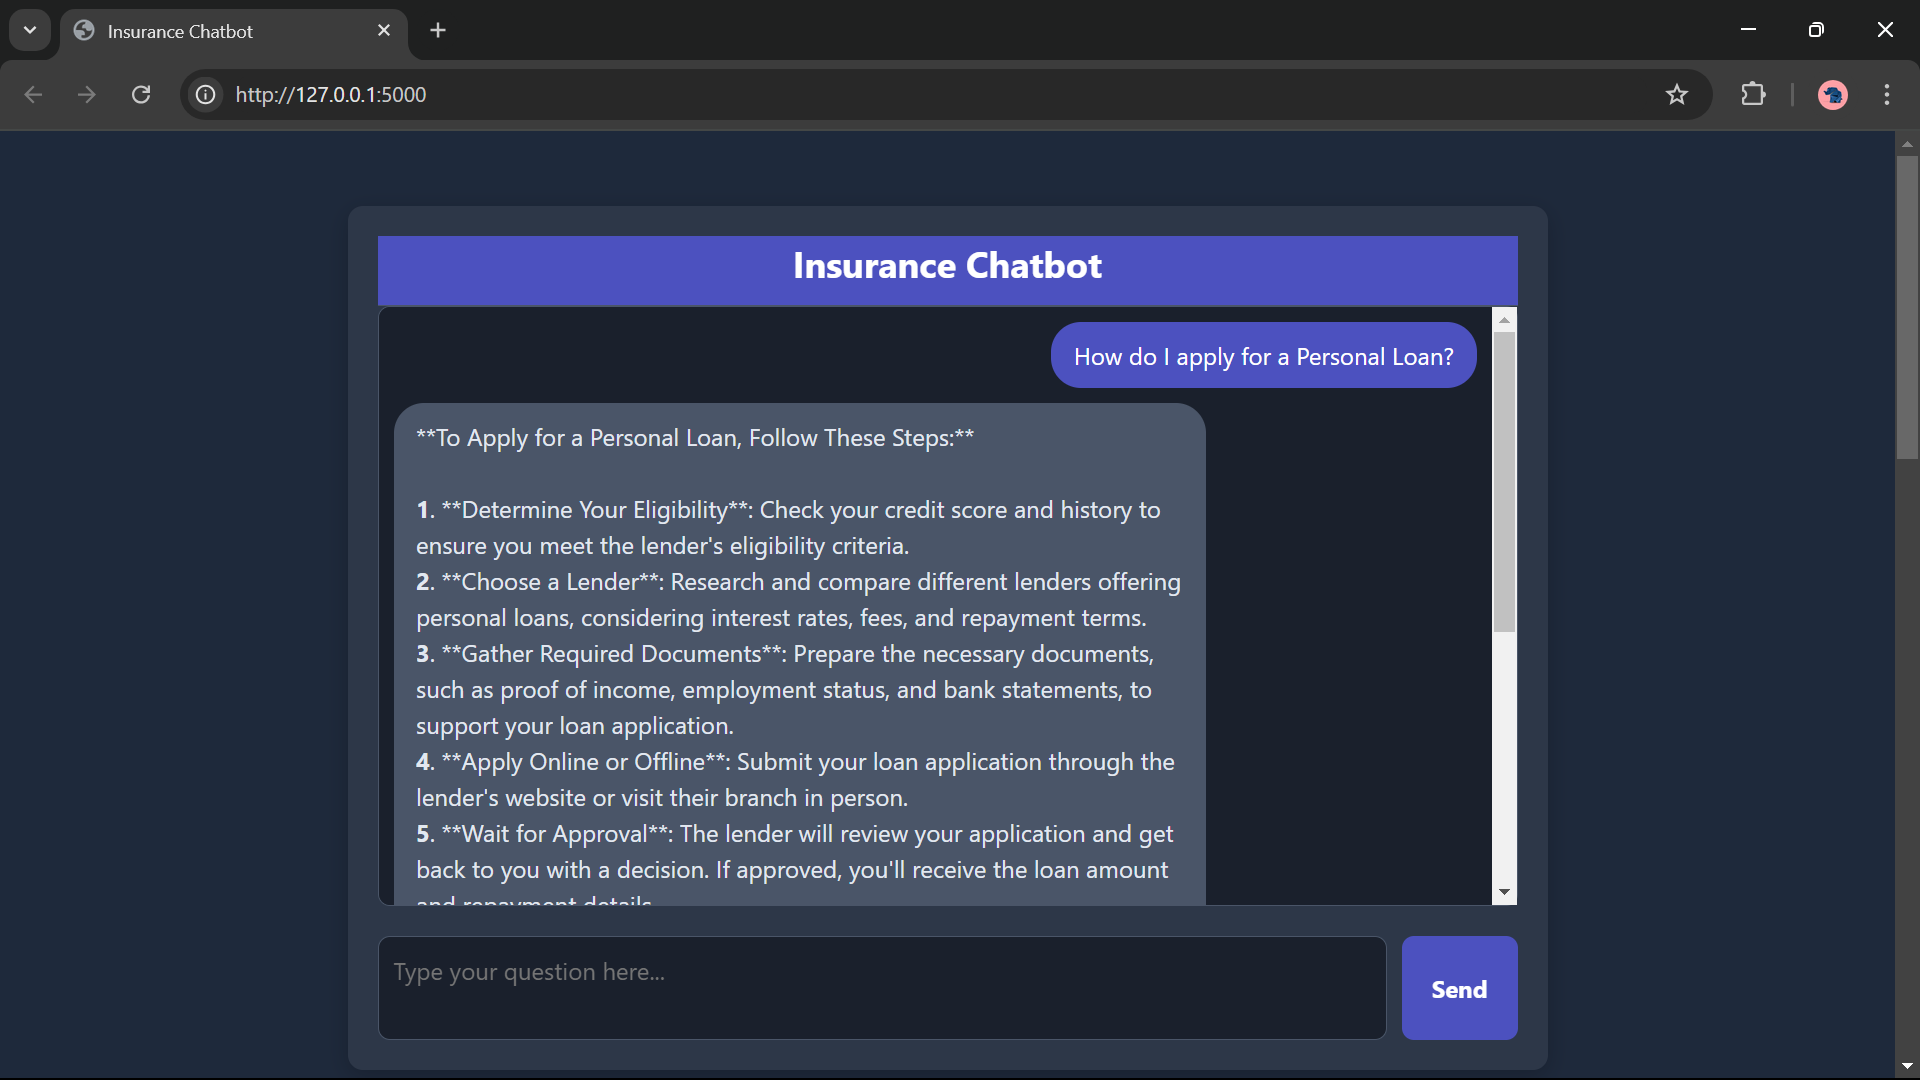 Insurance Chatbot
http://127.0.0.1:5000
Insurance Chatbot
How do I apply for a Personal Loan?
**To Apply for a Personal Loan, Follow These Steps:**
1. **Determine Your Eligibility**: Check your credit score and history to
ensure you meet the lender's eligibility criteria.
2. **Choose a Lender**: Research and compare different lenders offering
personal loans, considering interest rates, fees, and repayment terms.
3. **Gather Required Documents**: Prepare the necessary documents,
such as proof of income, employment status, and bank statements, to
support your loan application.
4. **Apply Online or Offline**: Submit your loan application through the
lender's website or visit their branch in person.
5. **Wait for Approval**: The lender will review your application and get
back to you with a decision. If approved, you'll receive the loan amount
and repayment details.
Type your question here...
Send